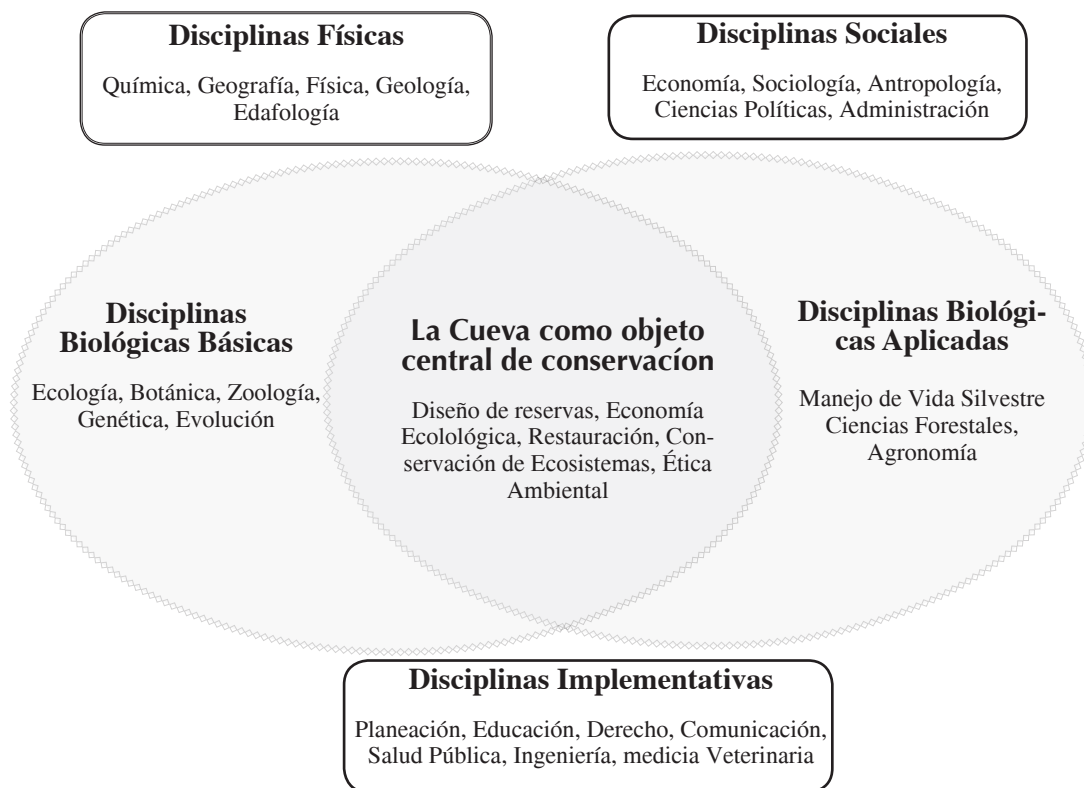 Disciplinas Físicas
Química, Geografía, Física, Geología,
Edafología
Disciplinas Sociales
Economía, Sociología, Antropología,
Ciencias Políticas, Administración
Disciplinas
Biológicas Básicas
Ecología, Botánica, Zoología,
Genética, Evolución
La Cueva como objeto
central de conservacíon
Diseño de reservas, Economía
Ecolológica, Restauración, Con-
servación de Ecosistemas, Ética
Ambiental
Disciplinas Biológi-
cas Aplicadas
Manejo de Vida Silvestre
Ciencias Forestales,
Agronomía
Disciplinas Implementativas
Planeación, Educación, Derecho, Comunicación,
Salud Pública, Ingeniería, medicia Veterinaria